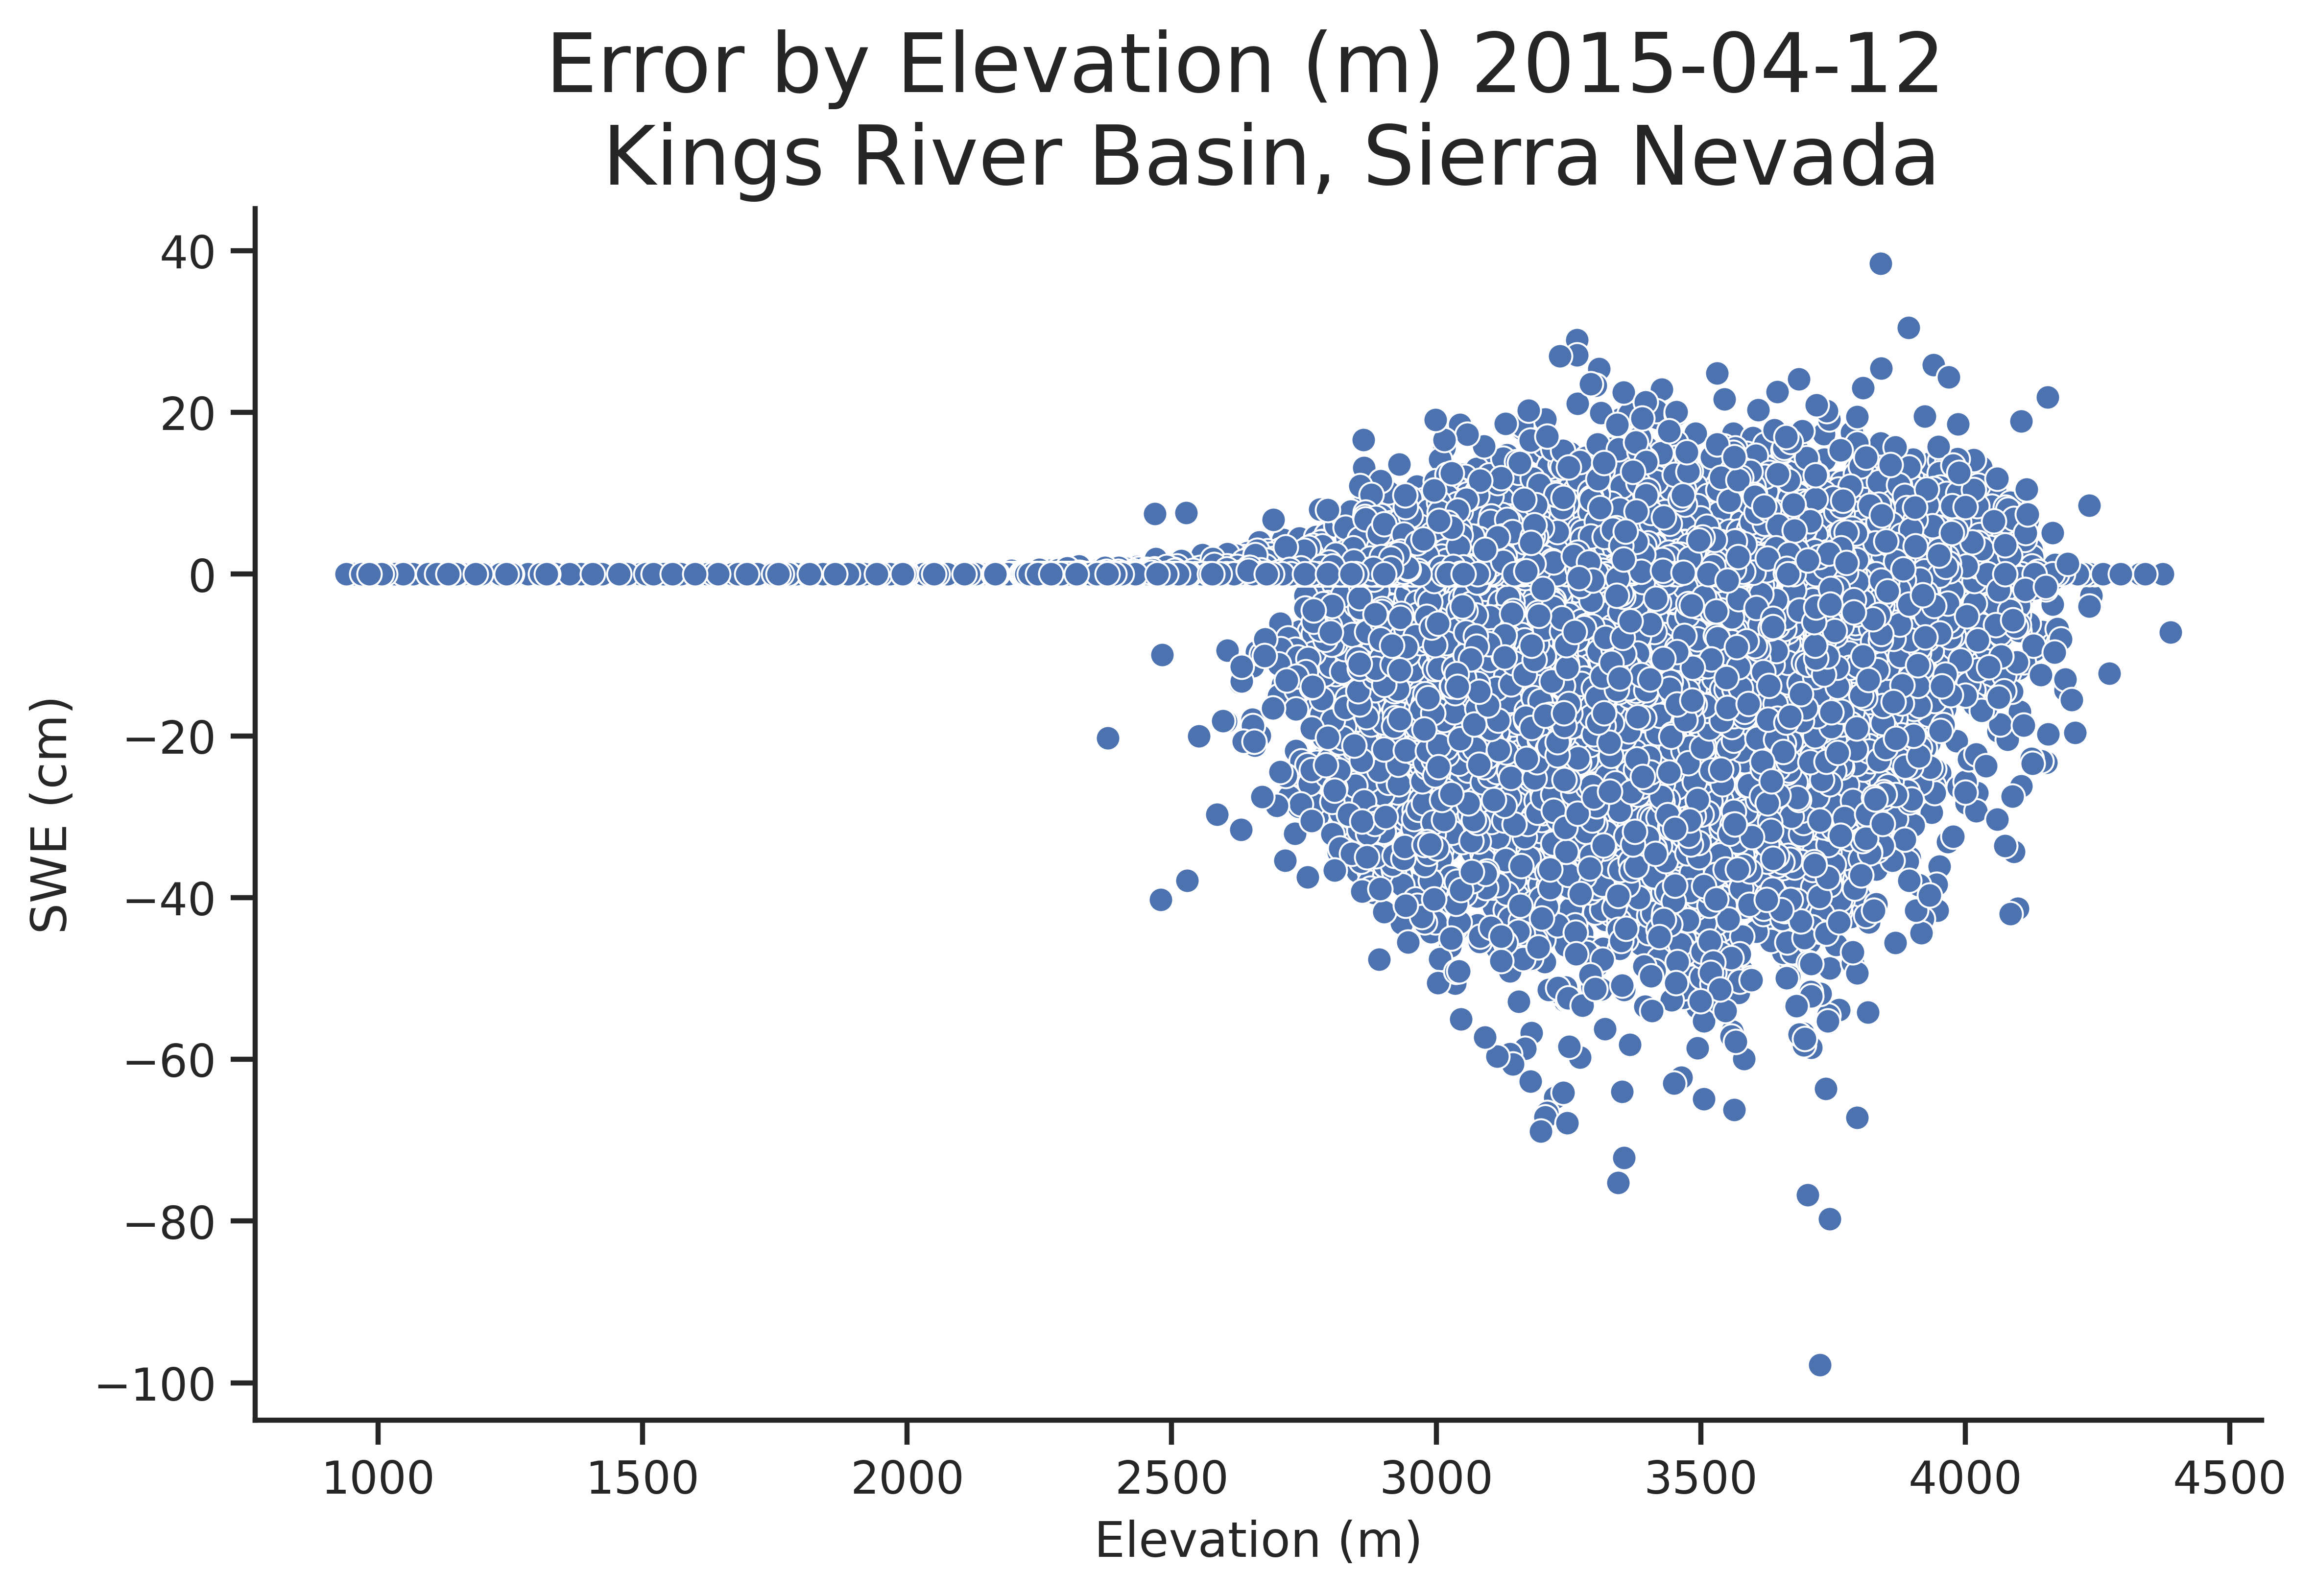 Error by Elevation (m) 2015-04-12
Kings River Basin, Sierra Nevada
40
20
0
−20
−40
−60
−80
−100
SWE (cm)
1000 1500 2000 2500 3000 3500 4000 4500
Elevation (m)